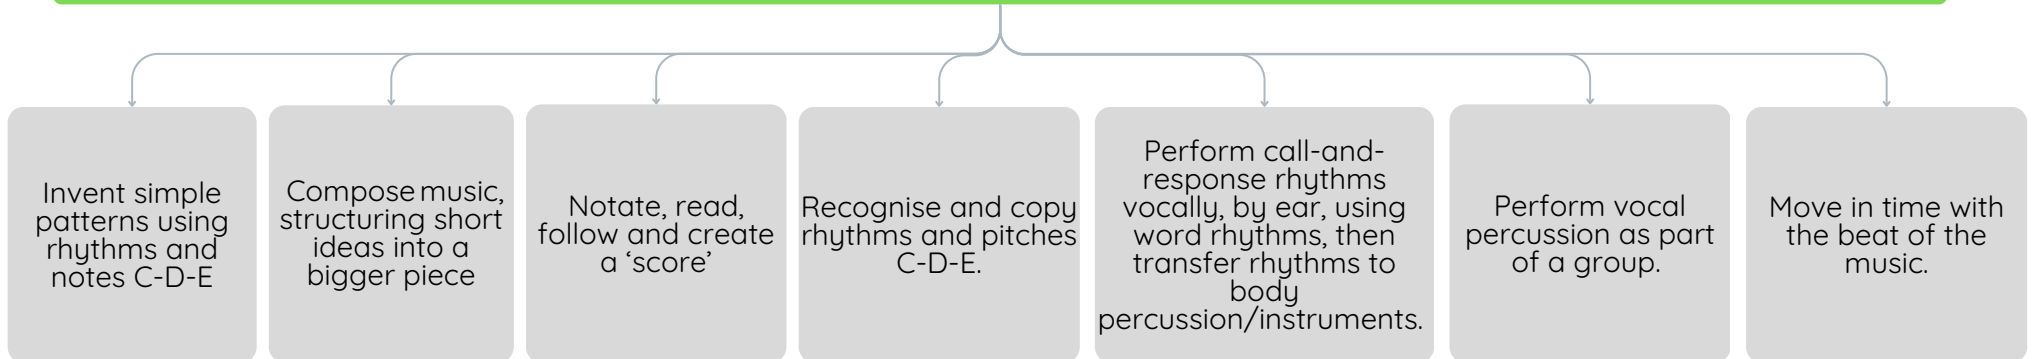 Invent simple
patterns using
rhythms and
notes C-D-E
Compose music,
structuring short
ideas into a
bigger piece
Notate, read,
follow and create
a ‘score’
Recognise and copy
rhythms and pitches
C-D-E.
Perform call-and-
response rhythms
vocally, by ear, using
word rhythms, then
transfer rhythms to
body
percussion/instruments.
Perform vocal
percussion as part
of a group.
Move in time with
the beat of the
music.